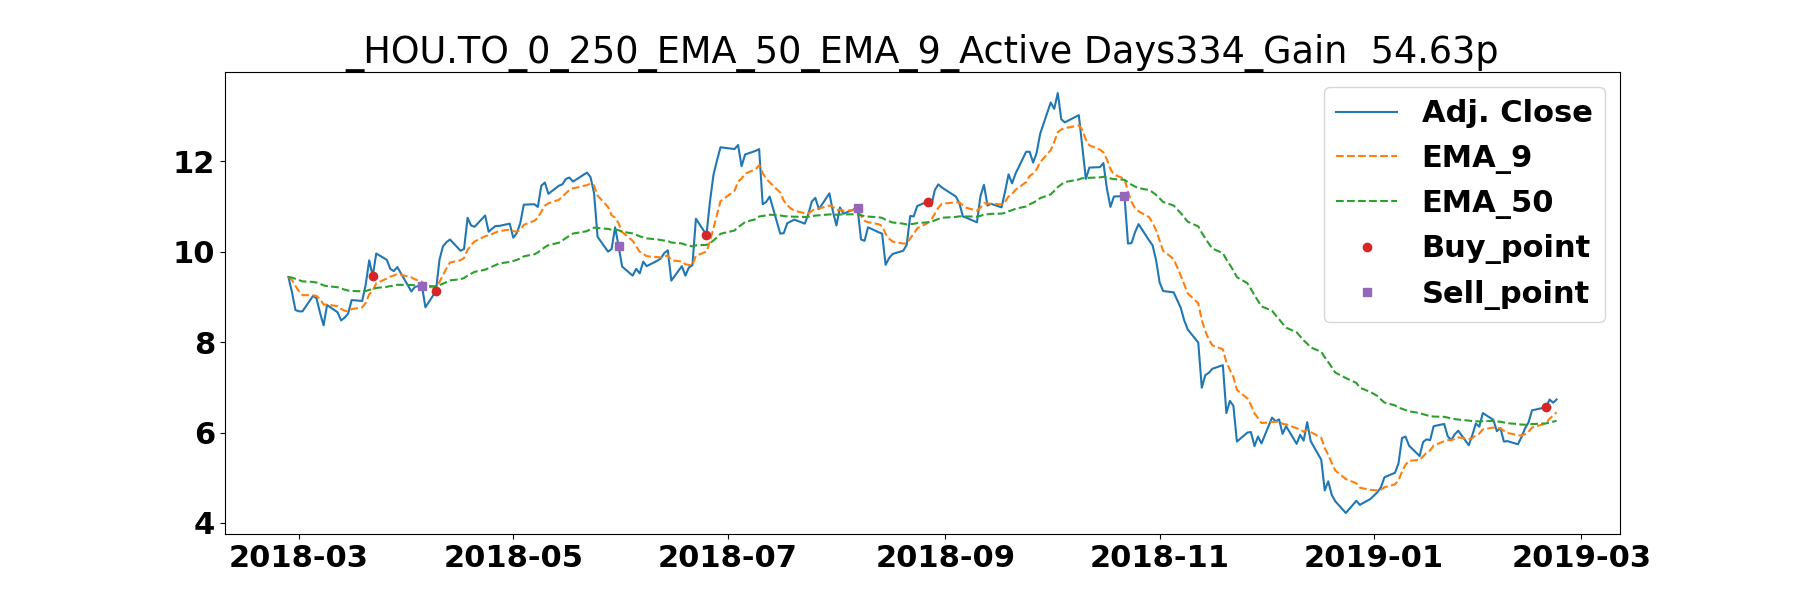 _HOU.TO_0_250_EMA_50_EMA_9_Active Days334_Gain  54.63p
Adj. Close
EMA_9
EMA_50
Buy_point
Sell_point
12
10
8
6
4
2018-03 2018-05 2018-07 2018-09 2018-11 2019-01 2019-03